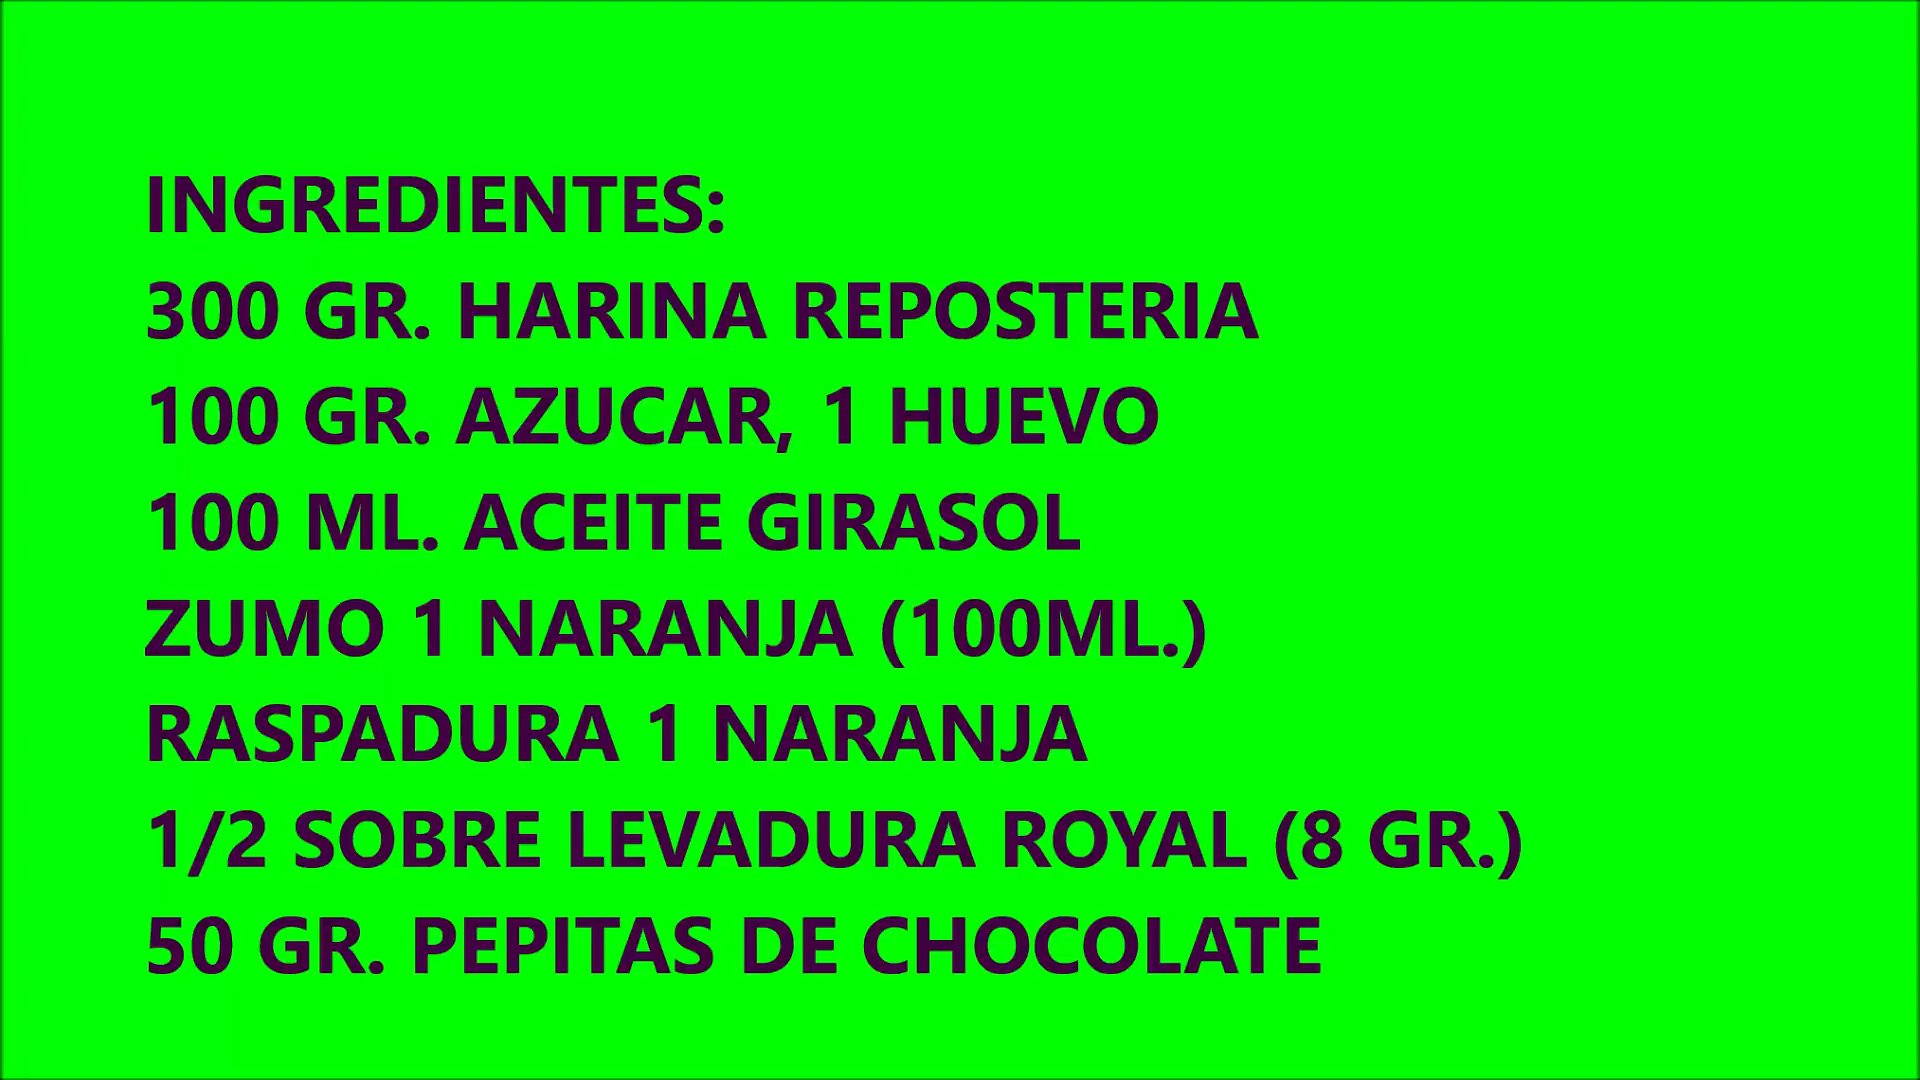 INGREDIENTES:
300 GR. HARINA REPOSTERIA
100 GR. AZUCAR, 1 HUEVO
100 ML. ACEITE GIRASOL
ZUMO 1 NARANJA (100ML.)
RASPADURA 1 NARANJA
1/2 SOBRE LEVADURA ROYAL (8 GR.)
50 GR. PEPITAS DE CHOCOLATE